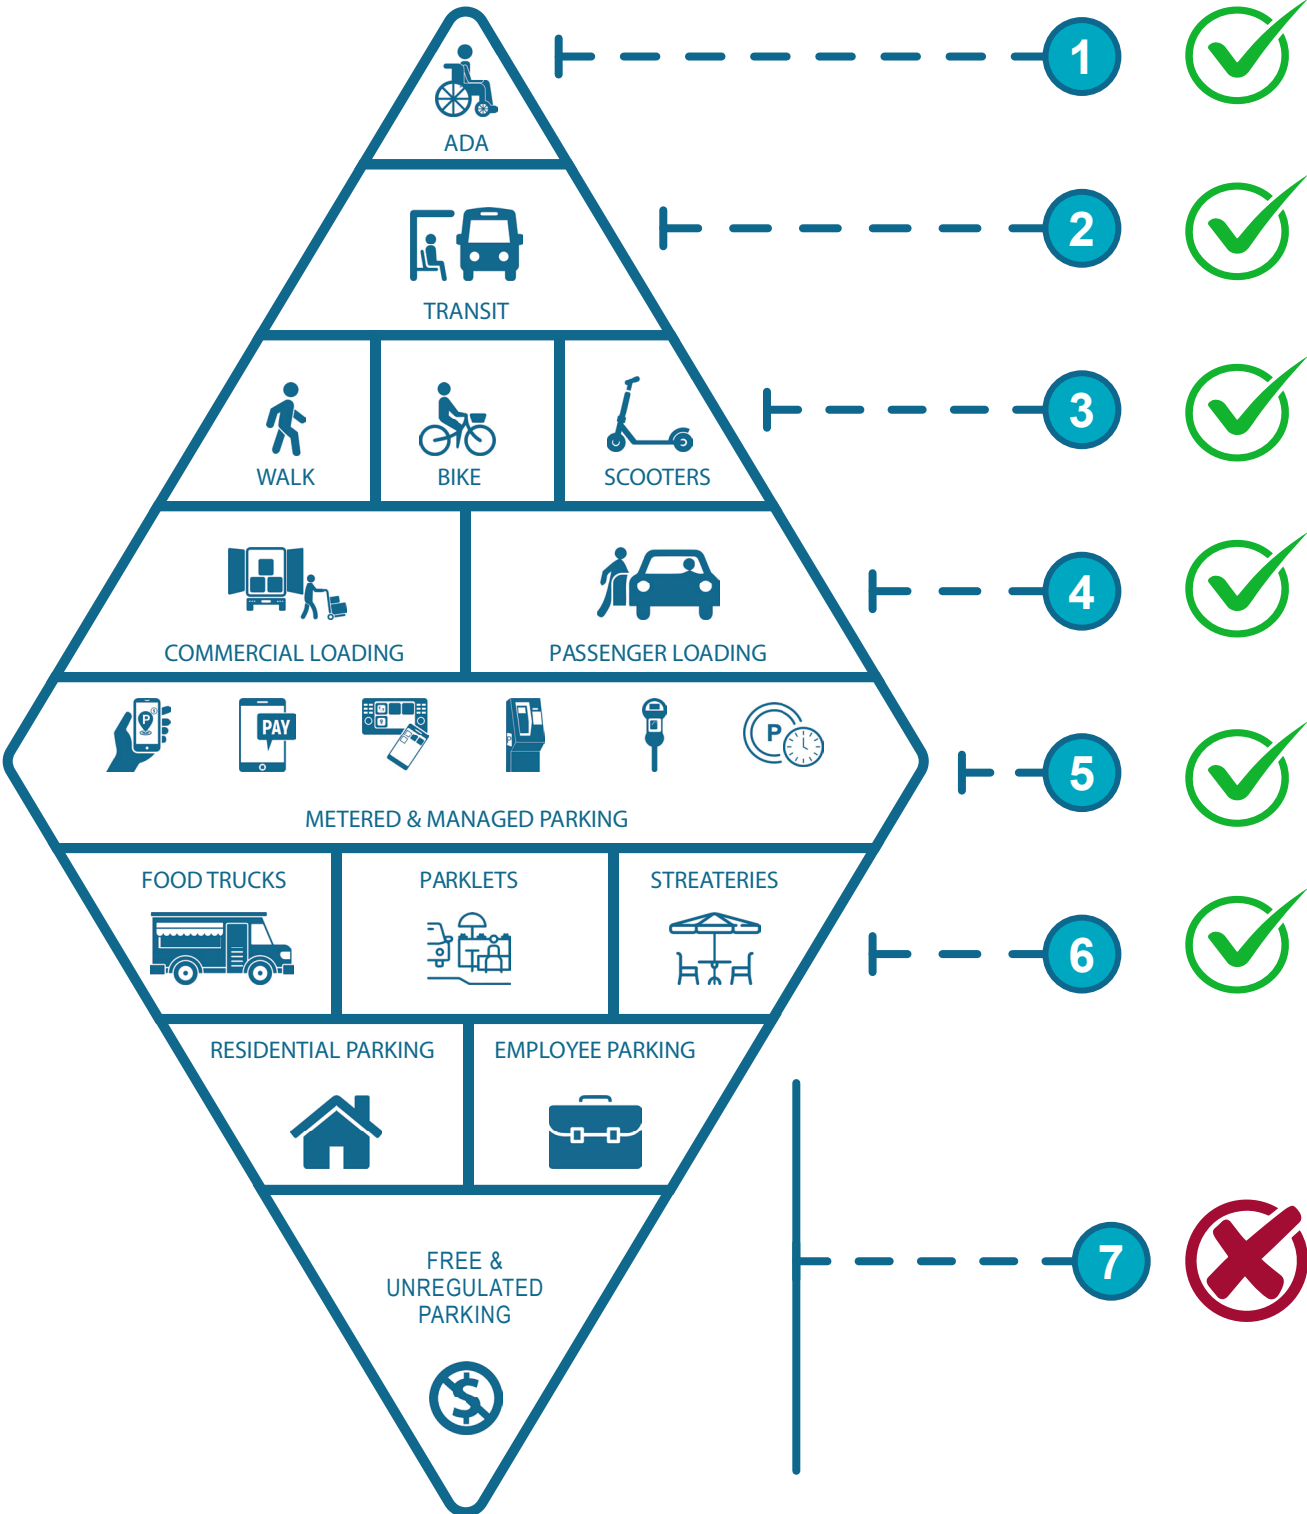 1
ADA
2
TRANSIT
3
WALK
BIKE
SCOOTERS
4
COMMERCIAL LOADING
PASSENGER LOADING
P
$
PAY
P
5
METERED & MANAGED PARKING
FOOD TRUCKS
PARKLETS
STREATERIES
6
RESIDENTIAL PARKING
EMPLOYEE PARKING
7
FREE &
UNREGULATED
PARKING
$